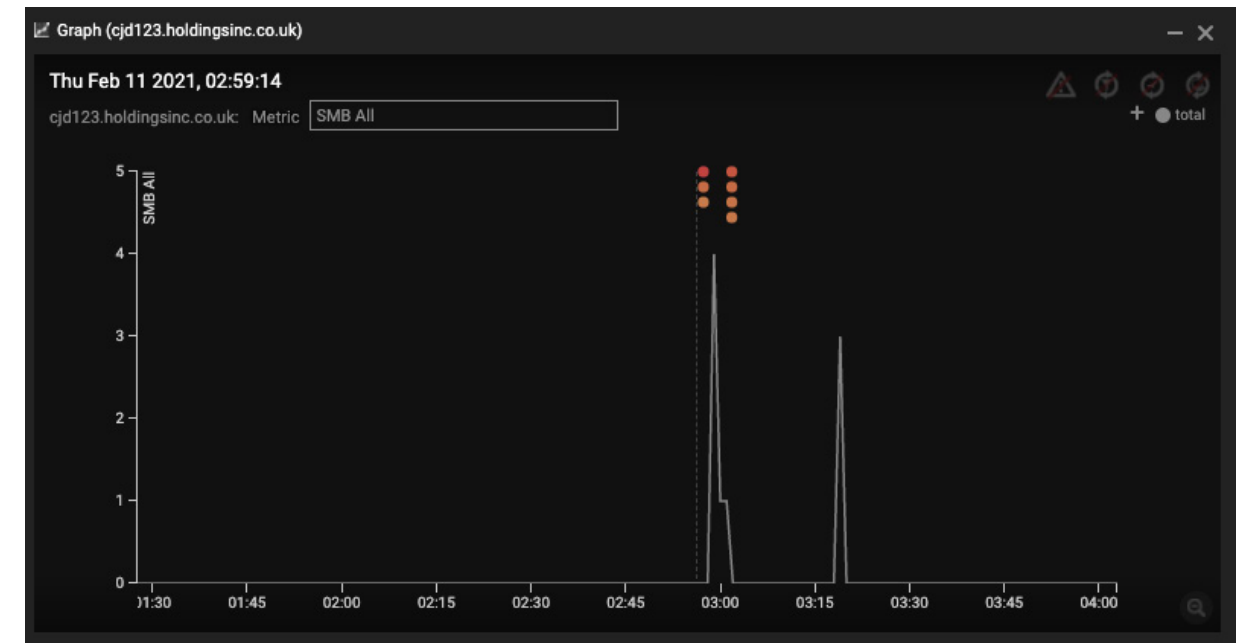 Graph (cjd123.holdingsinc.co.uk)
Thu Feb 11 2021, 02:59:14
cjd123.holdingsinc.co.uk: Metric SMB All
+ total
SMB All
5
4
3
2
1
0
01:30 01:45 02:00 02:15 02:30 02:45 03:00 03:15 03:30 03:45 04:00